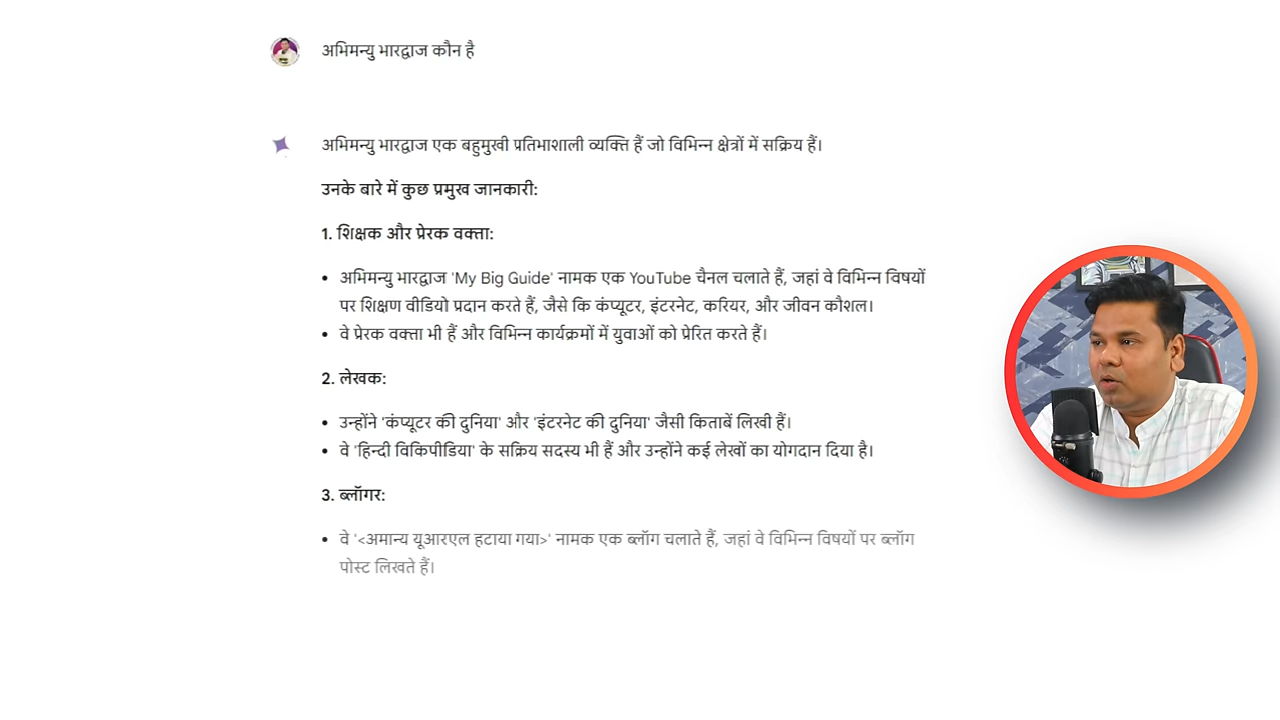 अभिमन्यु भारद्वाज कौन है
अभिमन्यु भारद्वाज एक बहुमुखी प्रतिभाशाली व्यक्ति हैं जो विभिन्न क्षेत्रों में सक्रिय हैं।
उनके बारे में कुछ प्रमुख जानकारी:
1. शिक्षक और प्रेरक वक्ता:
• अभिमन्यु भारद्वाज 'My Big Guide' नामक एक YouTube चैनल चलाते हैं, जहां वे विभिन्न विषयों
पर शिक्षण वीडियो प्रदान करते हैं, जैसे कि कंप्यूटर, इंटरनेट, करियर, और जीवन कौशल।
• वे प्रेरक वक्ता भी हैं और विभिन्न कार्यक्रमों में युवाओं को प्रेरित करते हैं।
2. लेखक:
• उन्होंने 'कंप्यूटर की दुनिया' और 'इंटरनेट की दुनिया' जैसी किताबें लिखी हैं।
• वे 'हिन्दी विकिपीडिया' के सक्रिय सदस्य भी हैं और उन्होंने कई लेखों का योगदान दिया है।
3. ब्लॉगर:
• वे '<अमान्य यूआरएल हटाया गया>' नामक एक ब्लॉग चलाते हैं, जहां वे विभिन्न विषयों पर ब्लॉग
पोस्ट लिखते हैं।